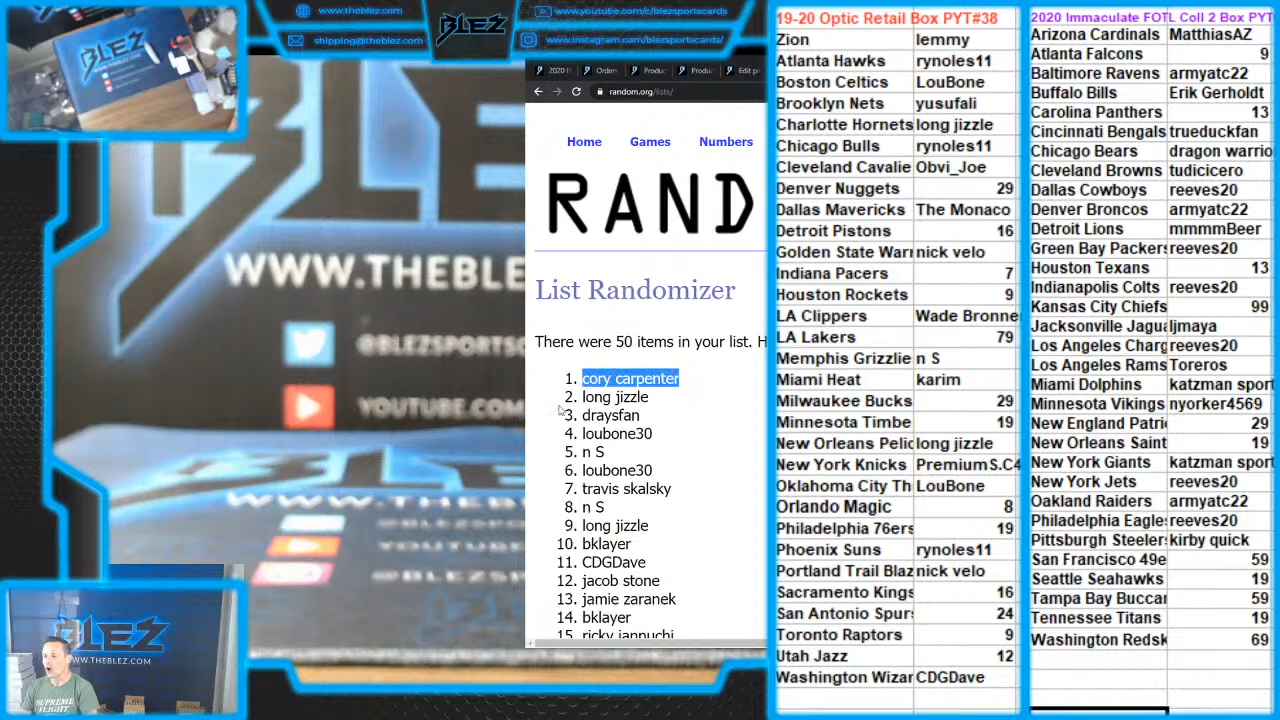 www.theblez.com
shipping@theblez.com
BLEZ
www.youtube.com/c/blezsportscards
www.instagram.com/blezsportscards/
BLEZ
WWW.THEBLEZ
@BLEZSPORTSC
YOUTUBE.COM
Orders
Produc
Produc
Edit p
random.org/lists/
Home Games Numbers
RAND
List Randomizer
There were 50 items in your list. H
1. cory carpenter
2. long jizzle
3. draysfan
4. loubone30
5. n S
6. loubone30
7. travis skalsky
8. n S
9. long jizzle
10. bklayer
11. CDGDave
12. jacob stone
13. jamie zaranek
14. bklayer
15. ricky iannuchi
19-20 Optic Retail Box PYT#38
Zion lemmy
Atlanta Hawks rynoles11
Boston Celtics LouBone
Brooklyn Nets yusufali
Charlotte Hornets long jizzle
Chicago Bulls rynoles11
Cleveland Cavalie Obvi_Joe
Denver Nuggets 29
Dallas Mavericks The Monaco
Detroit Pistons 16
Golden State Warr nick velo
Indiana Pacers 7
Houston Rockets 9
LA Clippers Wade Bronne
LA Lakers 79
Memphis Grizzlie n S
Miami Heat karim
Milwaukee Bucks 29
Minnesota Timbe 19
New Orleans Pelic long jizzle
New York Knicks PremiumS.C4
Oklahoma City Th LouBone
Orlando Magic 8
Philadelphia 76ers 19
Phoenix Suns rynoles11
Portland Trail Blaz nick velo
Sacramento Kings 16
San Antonio Spur 24
Toronto Raptors 9
Utah Jazz 12
Washington Wizar CDGDave
2020 Immaculate FOTL Coll 2 Box PYT
Arizona Cardinals MatthiasAZ
Atlanta Falcons 9
Baltimore Ravens armyatc22
Buffalo Bills Erik Gerholdt
Carolina Panthers 13
Cincinnati Bengals trueduckfan
Chicago Bears dragon warrio
Cleveland Browns tudicicero
Dallas Cowboys reeves20
Denver Broncos armyatc22
Detroit Lions mmmmBeer
Green Bay Packers reeves20
Houston Texans 13
Indianapolis Colts reeves20
Kansas City Chiefs 99
Jacksonville Jagua ljmaya
Los Angeles Charg reeves20
Los Angeles Rams Toreros
Miami Dolphins katzman sport
Minnesota Vikings nyorker4569
New England Patri 29
New Orleans Saint 19
New York Giants katzman sport
New York Jets reeves20
Oakland Raiders armyatc22
Philadelphia Eagle reeves20
Pittsburgh Steelers kirby quick
San Francisco 49e 59
Seattle Seahawks 19
Tampa Bay Buccan 59
Tennessee Titans 19
Washington Redsk 69
BLEZ
WWW.THEBLEZ.COM
SUPREME
FLIGHT